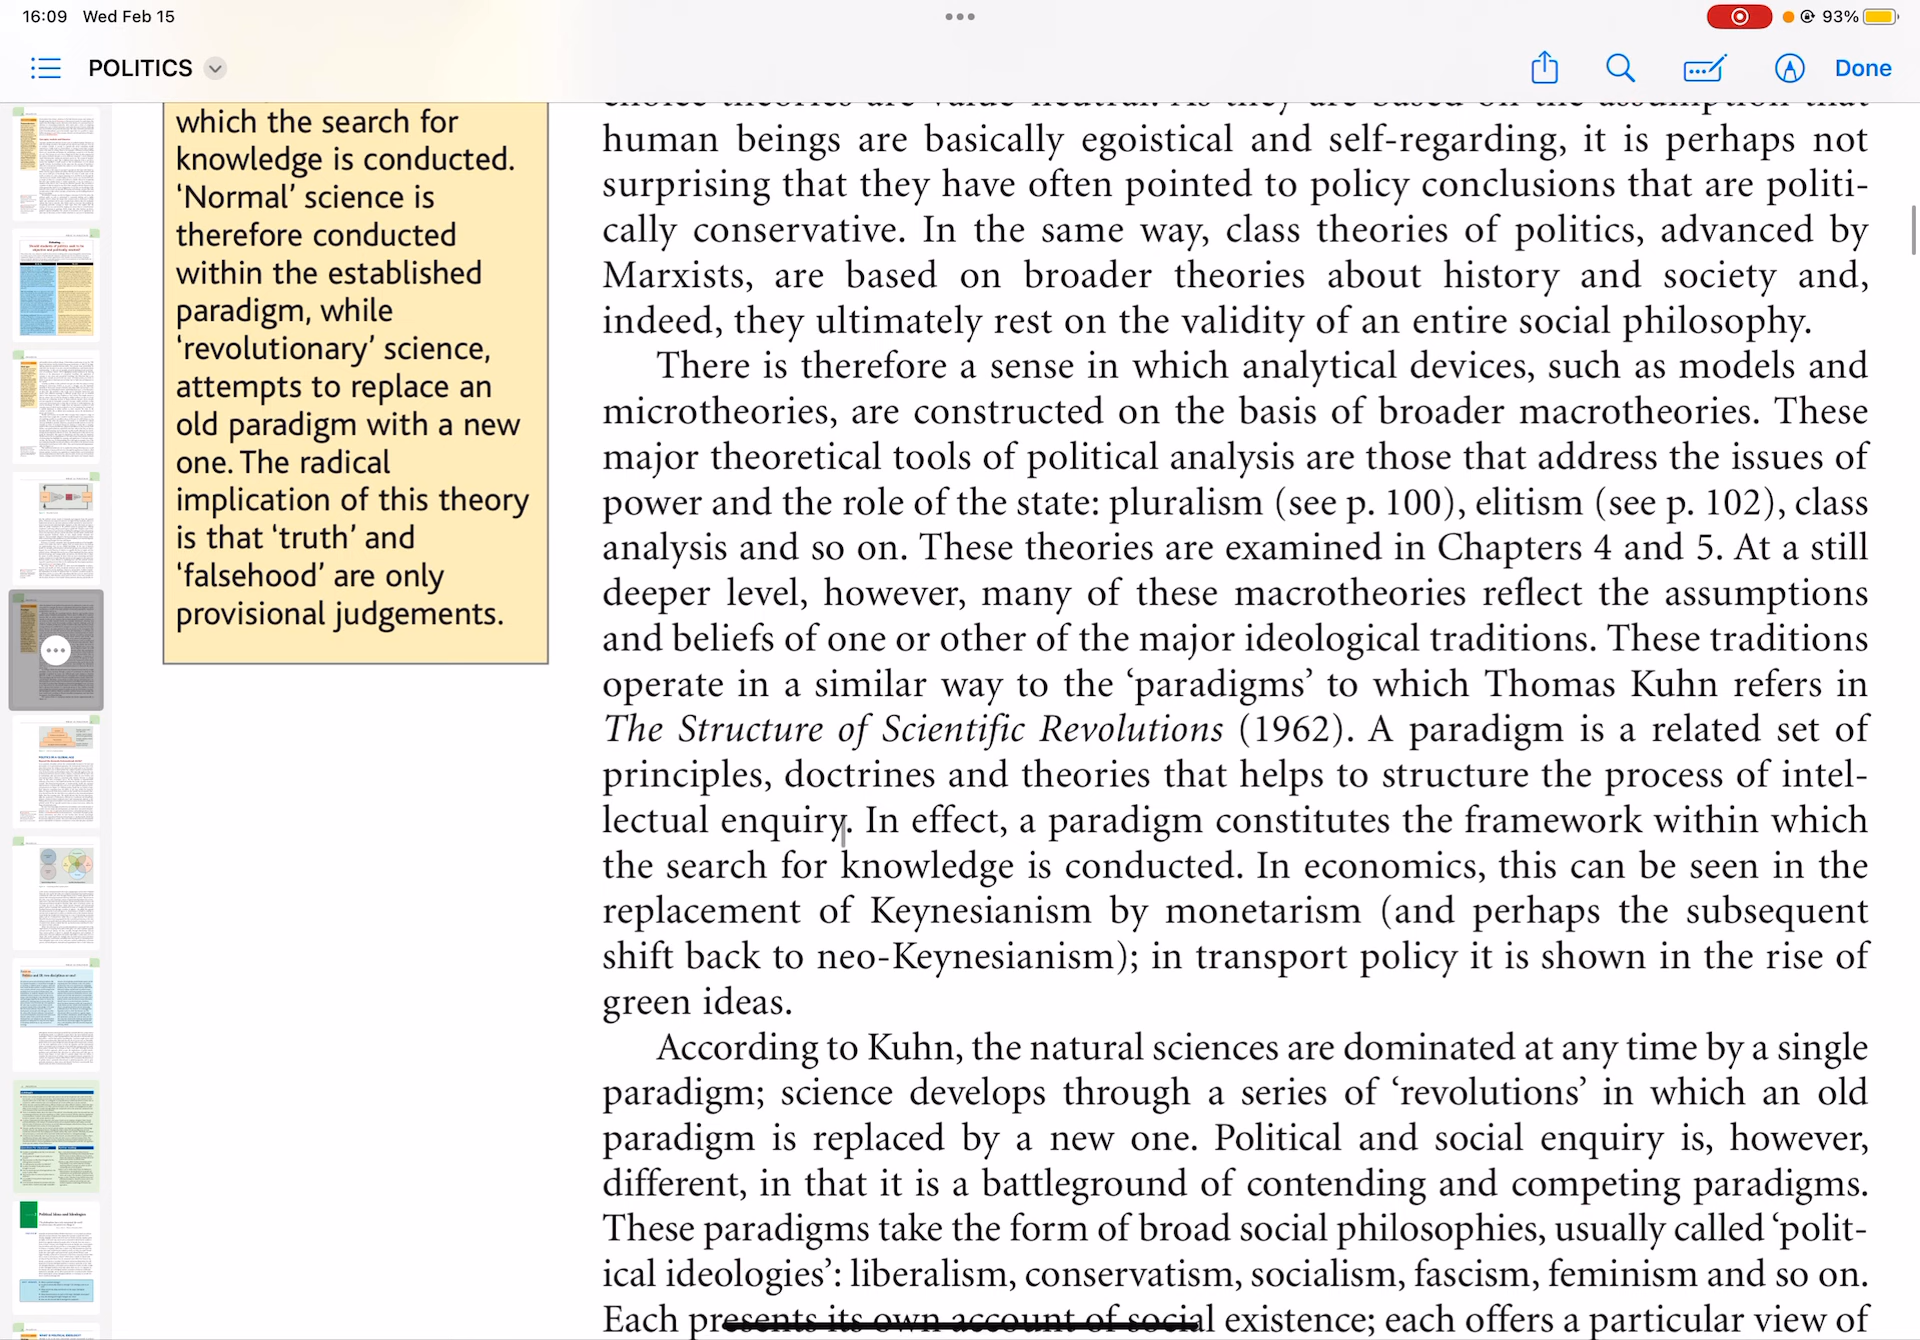 16:09 Wed Feb 15
93%
POLITICS
Done
which the search for
knowledge is conducted.
‘Normal’ science is
therefore conducted
within the established
paradigm, while
‘revolutionary’ science,
attempts to replace an
old paradigm with a new
one. The radical
implication of this theory
is that ‘truth’ and
‘falsehood’ are only
provisional judgements.
choice theories are value neutral. As they are based on the assumption that
human beings are basically egoistical and self-regarding, it is perhaps not
surprising that they have often pointed to policy conclusions that are politi-
cally conservative. In the same way, class theories of politics, advanced by
Marxists, are based on broader theories about history and society and,
indeed, they ultimately rest on the validity of an entire social philosophy.
There is therefore a sense in which analytical devices, such as models and
microtheories, are constructed on the basis of broader macrotheories. These
major theoretical tools of political analysis are those that address the issues of
power and the role of the state: pluralism (see p. 100), elitism (see p. 102), class
analysis and so on. These theories are examined in Chapters 4 and 5. At a still
deeper level, however, many of these macrotheories reflect the assumptions
and beliefs of one or other of the major ideological traditions. These traditions
operate in a similar way to the ‘paradigms’ to which Thomas Kuhn refers in
The Structure of Scientific Revolutions (1962). A paradigm is a related set of
principles, doctrines and theories that helps to structure the process of intel-
lectual enquiry. In effect, a paradigm constitutes the framework within which
the search for knowledge is conducted. In economics, this can be seen in the
replacement of Keynesianism by monetarism (and perhaps the subsequent
shift back to neo-Keynesianism); in transport policy it is shown in the rise of
green ideas.
According to Kuhn, the natural sciences are dominated at any time by a single
paradigm; science develops through a series of ‘revolutions’ in which an old
paradigm is replaced by a new one. Political and social enquiry is, however,
different, in that it is a battleground of contending and competing paradigms.
These paradigms take the form of broad social philosophies, usually called ‘polit-
ical ideologies’: liberalism, conservatism, socialism, fascism, feminism and so on.
Each presents its own account of social existence; each offers a particular view of